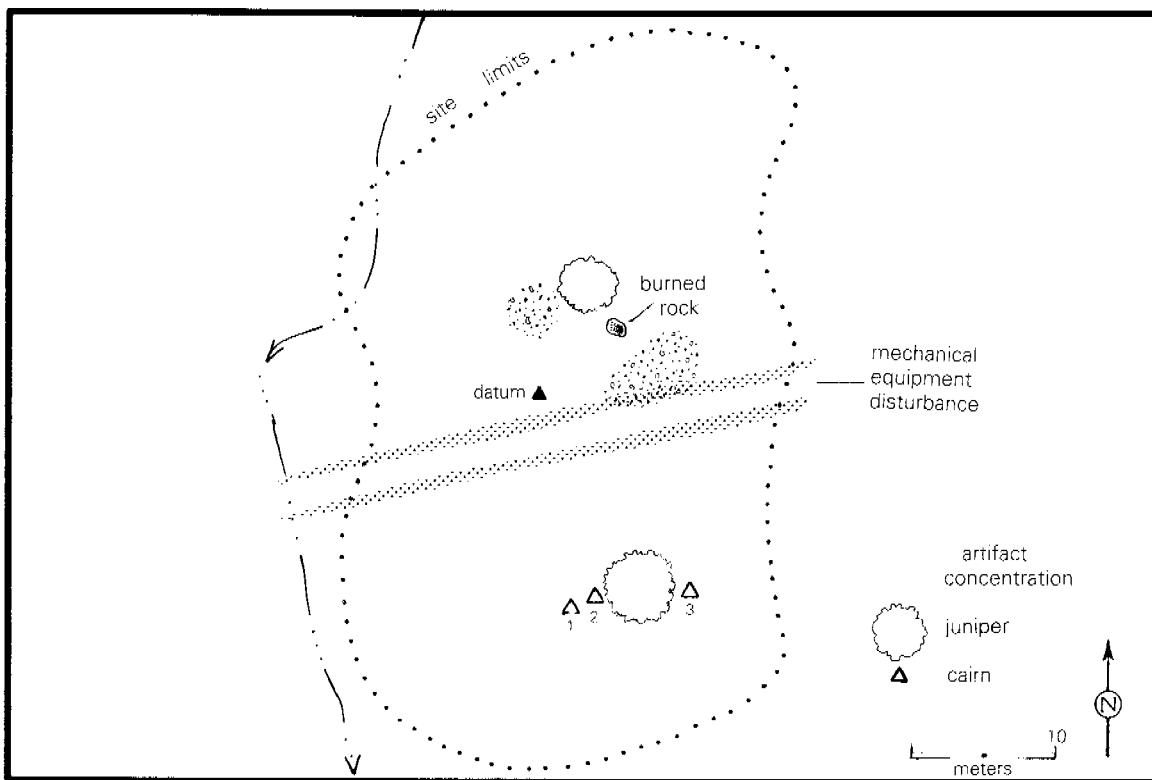 site limits
burned
rock
mechanical
equipment
disturbance
datum
1 2 3
artifact
concentration
juniper
cairn
N
10
meters